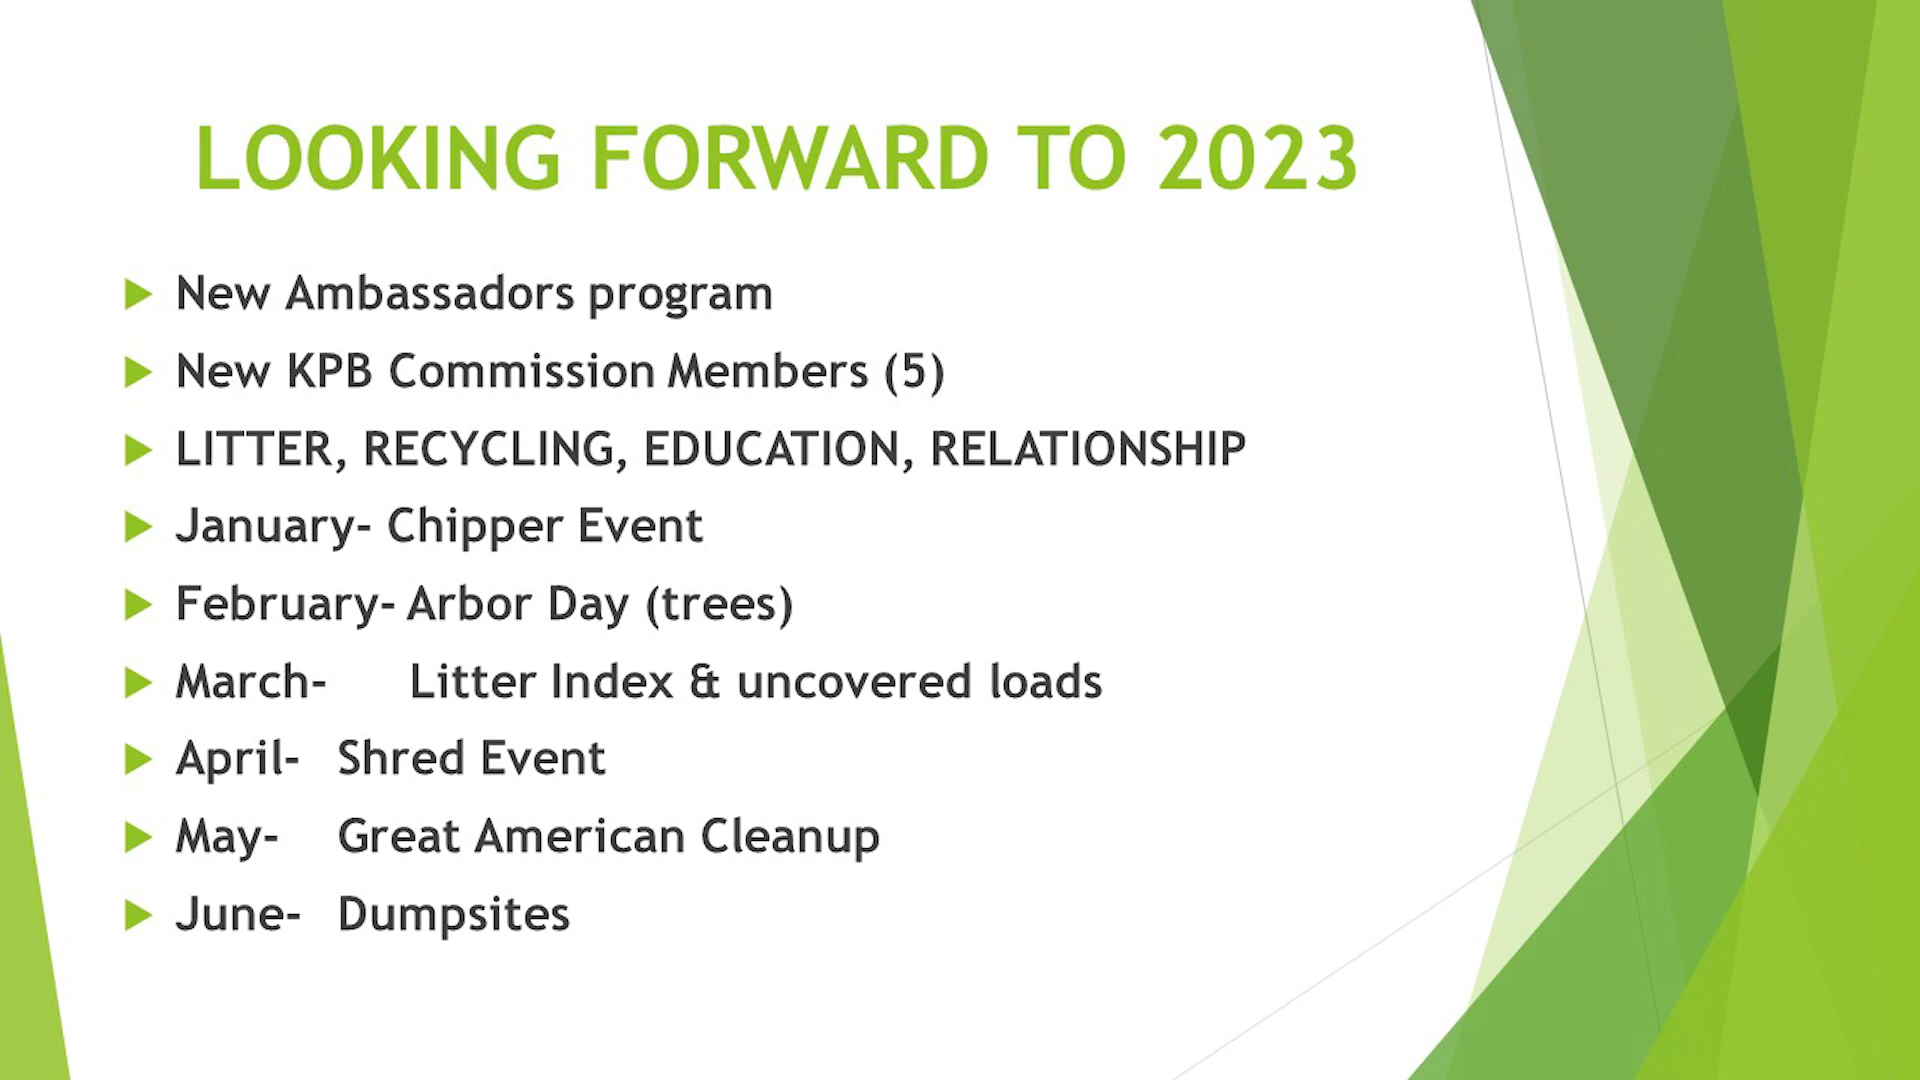 LOOKING FORWARD TO 2023
New Ambassadors program
New KPB Commission Members (5)
LITTER, RECYCLING, EDUCATION, RELATIONSHIP
January- Chipper Event
February- Arbor Day (trees)
March- Litter Index & uncovered loads
April- Shred Event
May- Great American Cleanup
June- Dumpsites